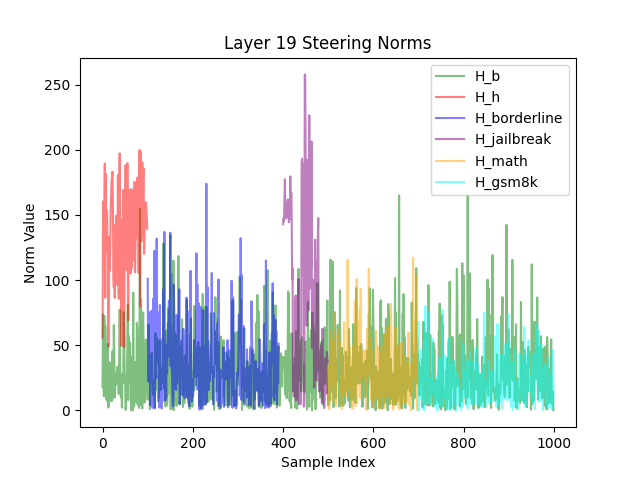 Layer 19 Steering Norms
H_b
H_h
H_borderline
H_jailbreak
H_math
H_gsm8k
Norm Value
250
200
150
100
50
0
0
200
400
600
800
1000
Sample Index